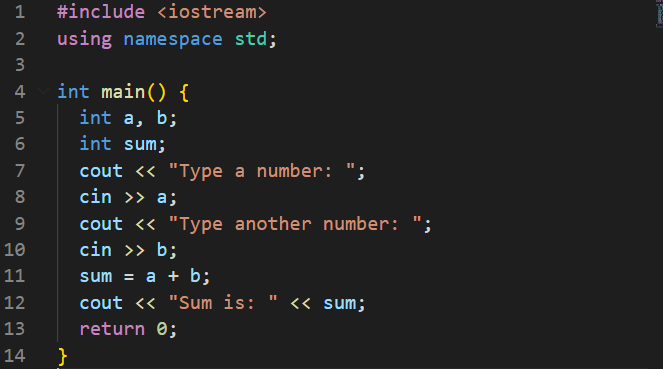 1 #include <iostream>
2 using namespace std;
3
4 int main() {
5 int a, b;
6 int sum;
7 cout << "Type a number: ";
8 cin >> a;
9 cout << "Type another number: ";
10 cin >> b;
11 sum = a + b;
12 cout << "Sum is: " << sum;
13 return 0;
14 }